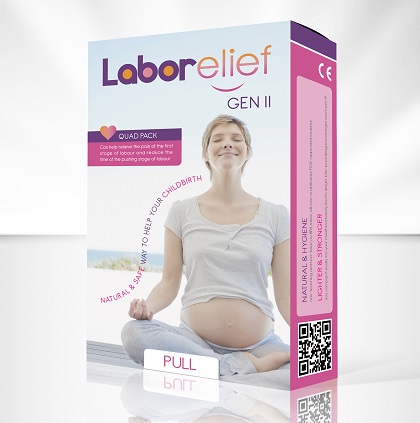 Laborelief
GEN II
QUAD PACK
Can help relieve the pain of the first
stage of labour and reduce the
time of the pushing stage of labour
NATURAL & SAFE WAY TO HELP YOUR CHILDBIRTH
PULL
CE
NATURAL & HYGIENE
LIGHTER & STRONGER